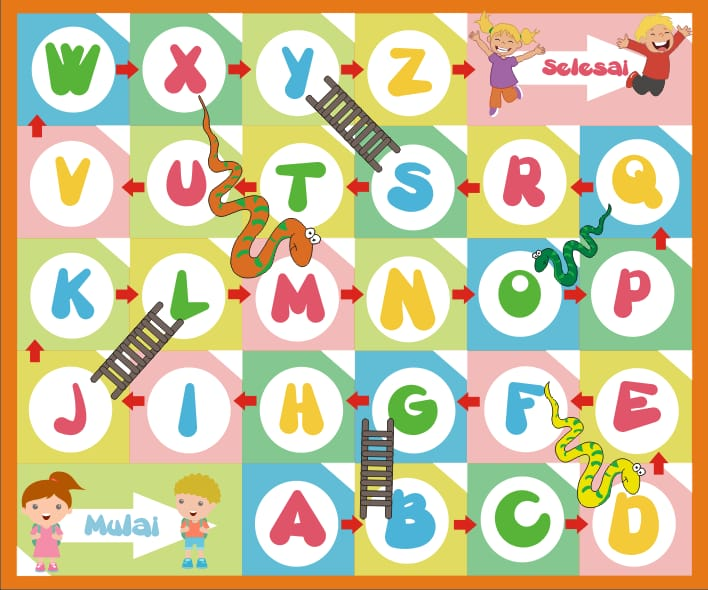 W X Y Z Selesai
V U T S R Q
K L M N O P
J I H G F E
Mulai A B C D